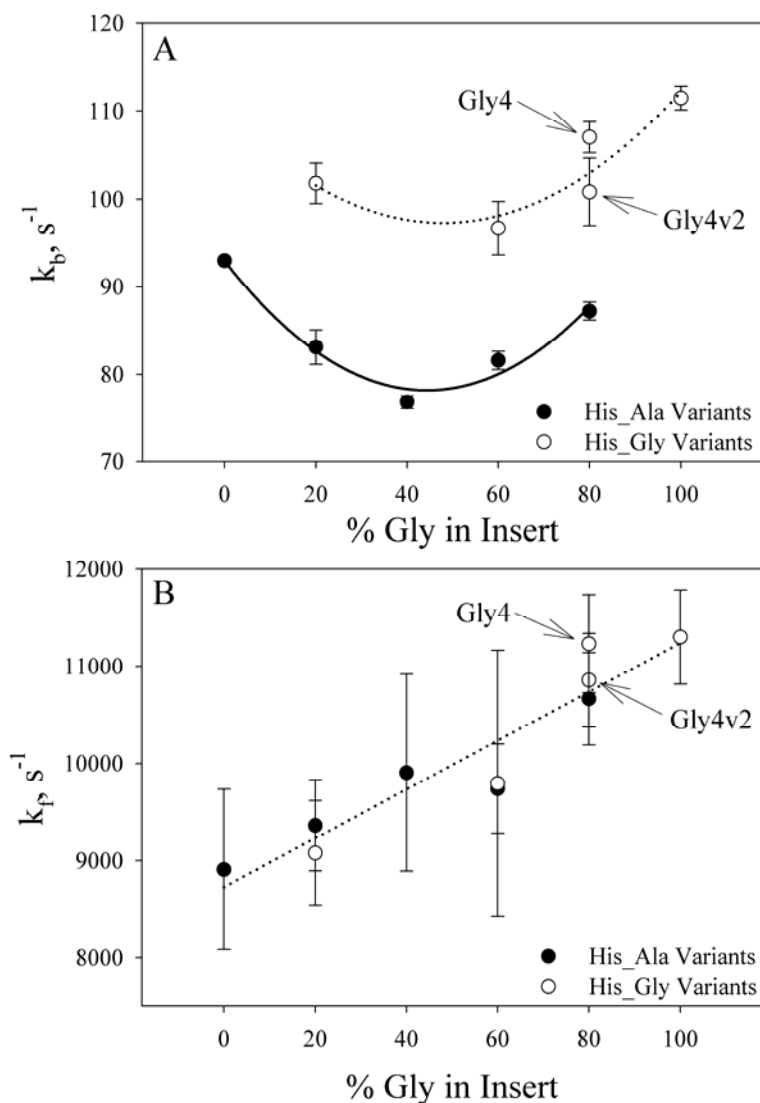 A
120
110
100
90
80
70
k_b, s^-1
Gly4
Gly4v2
His_Ala Variants
His_Gly Variants
0 20 40 60 80 100
% Gly in Insert
B
12000
11000
10000
9000
8000
k_f, s^-1
Gly4
Gly4v2
His_Ala Variants
His_Gly Variants
0 20 40 60 80 100
% Gly in Insert